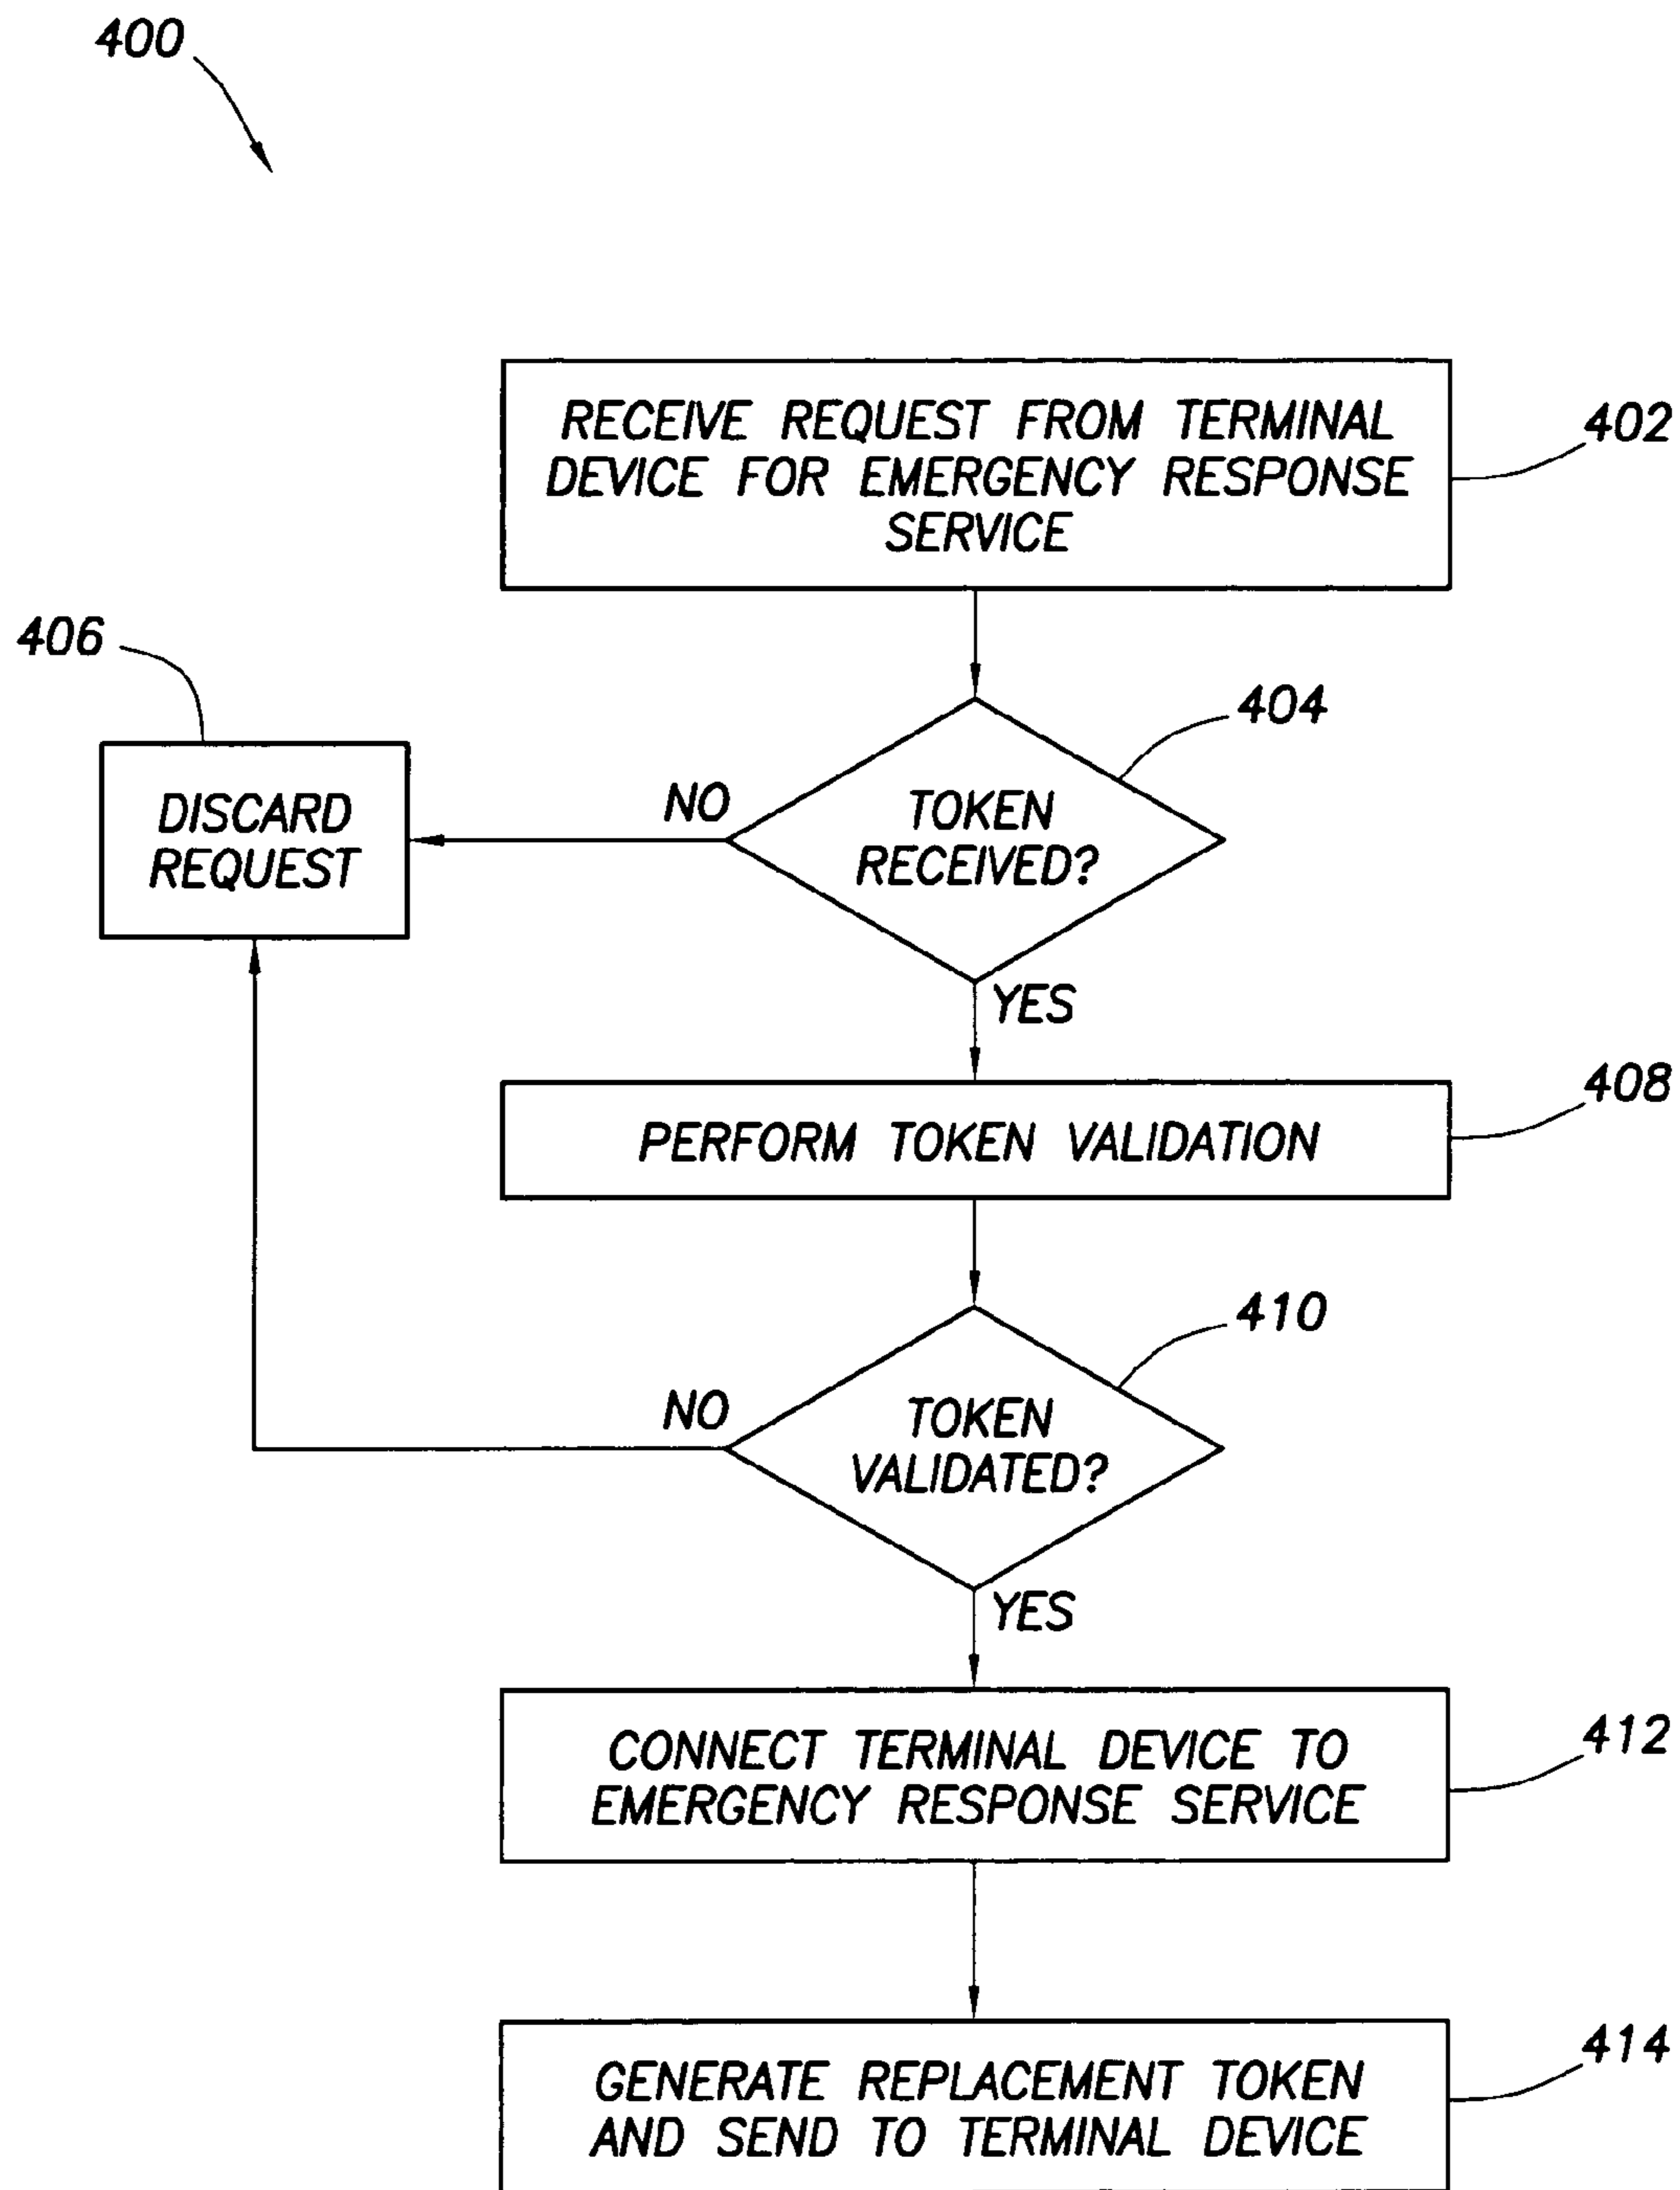 400
RECEIVE REQUEST FROM TERMINAL
DEVICE FOR EMERGENCY RESPONSE
SERVICE
402
406
404
DISCARD
REQUEST
NO
TOKEN
RECEIVED?
YES
408
PERFORM TOKEN VALIDATION
410
NO
TOKEN
VALIDATED?
YES
CONNECT TERMINAL DEVICE TO
EMERGENCY RESPONSE SERVICE
412
GENERATE REPLACEMENT TOKEN
AND SEND TO TERMINAL DEVICE
414